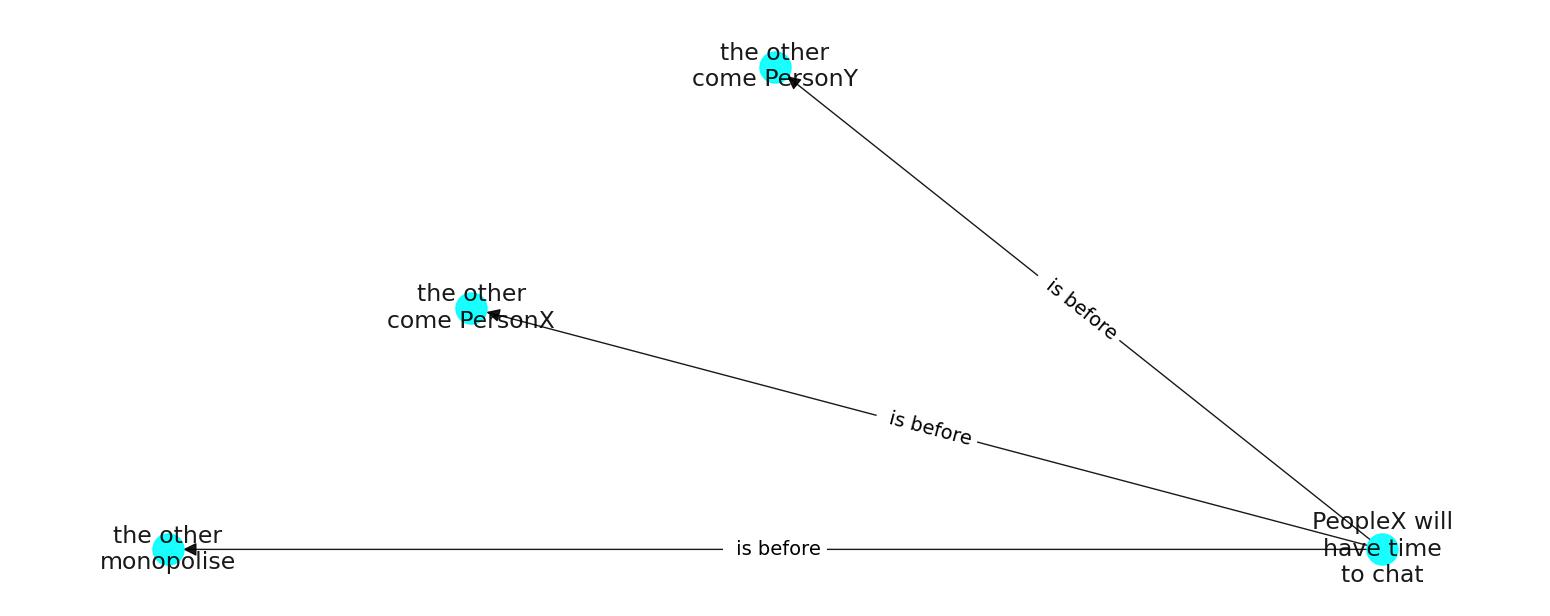 the other
come PersonY
is before
the other
come PersonX
is before
the other
monopolise
is before
PeopleX will
have time
to chat